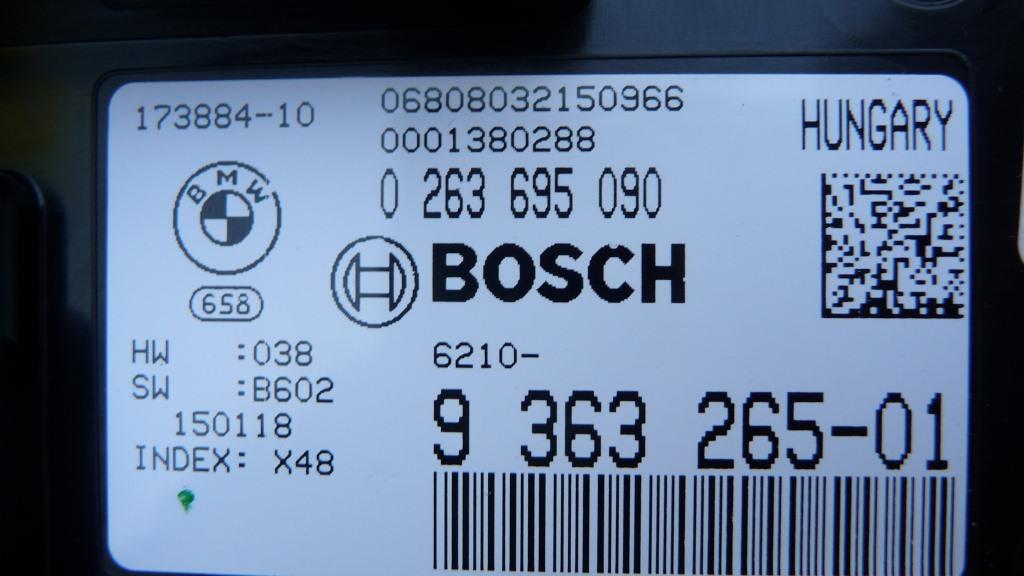 173884-10
06808032150966
0001380288
HUNGARY
0 263 695 090
BMW
BOSCH
658
HW :038
6210-
SW :B602
9 363 265-01
150118
INDEX: X48